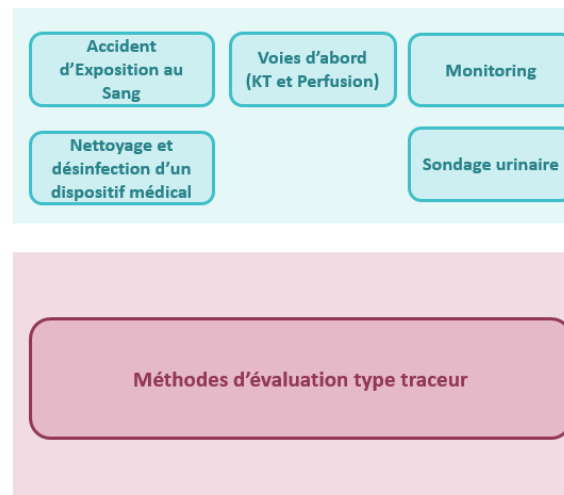 Accident
d’Exposition au
Sang
Voies d’abord
(KT et Perfusion)
Monitoring
Nettoyage et
désinfection d’un
dispositif médical
Sondage urinaire
Méthodes d’évaluation type traceur